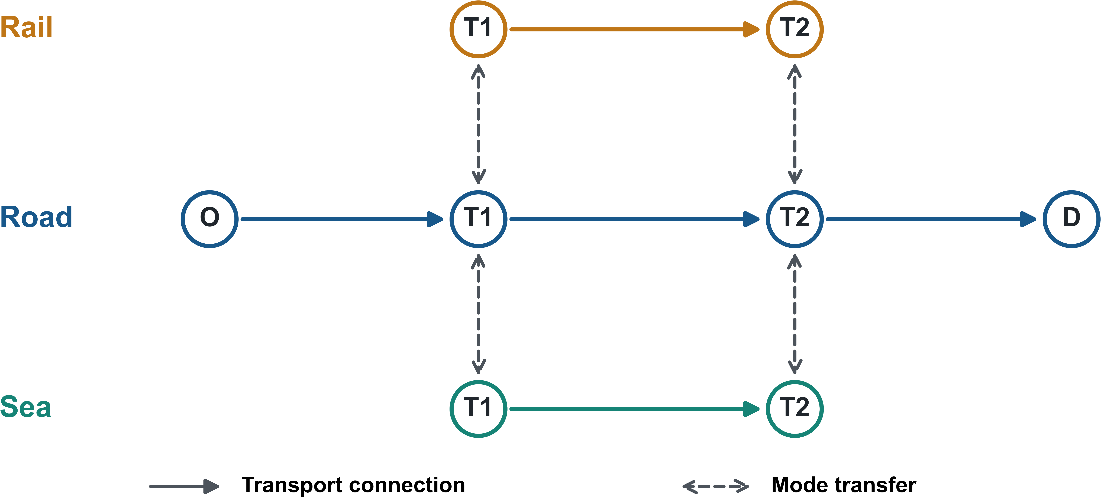 Rail T1 T2
Road O T1 T2 D
Sea T1 T2
Transport connection Mode transfer